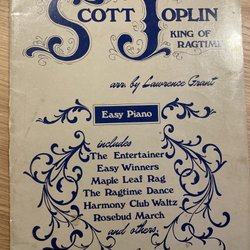 SCOTT JOPLIN
KING OF
RAGTIME
arr. by Lawrence Grant
Easy Piano
includes
The Entertainer
Easy Winners
Maple Leaf Rag
The Ragtime Dance
Harmony Club Waltz
Rosebud March
and others